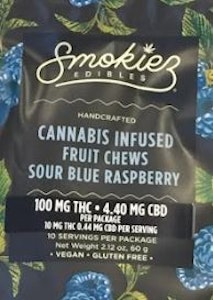 Smokiez
EDIBLES
HANDCRAFTED
CANNABIS INFUSED
FRUIT CHEWS
SOUR BLUE RASPBERRY
100 MG THC • 4.40 MG CBD
PER PACKAGE
10 MG THC 0.44 MG CBD PER SERVING
10 SERVINGS PER PACKAGE
Net Weight 2.12 oz, 60 g
• VEGAN • GLUTEN FREE •